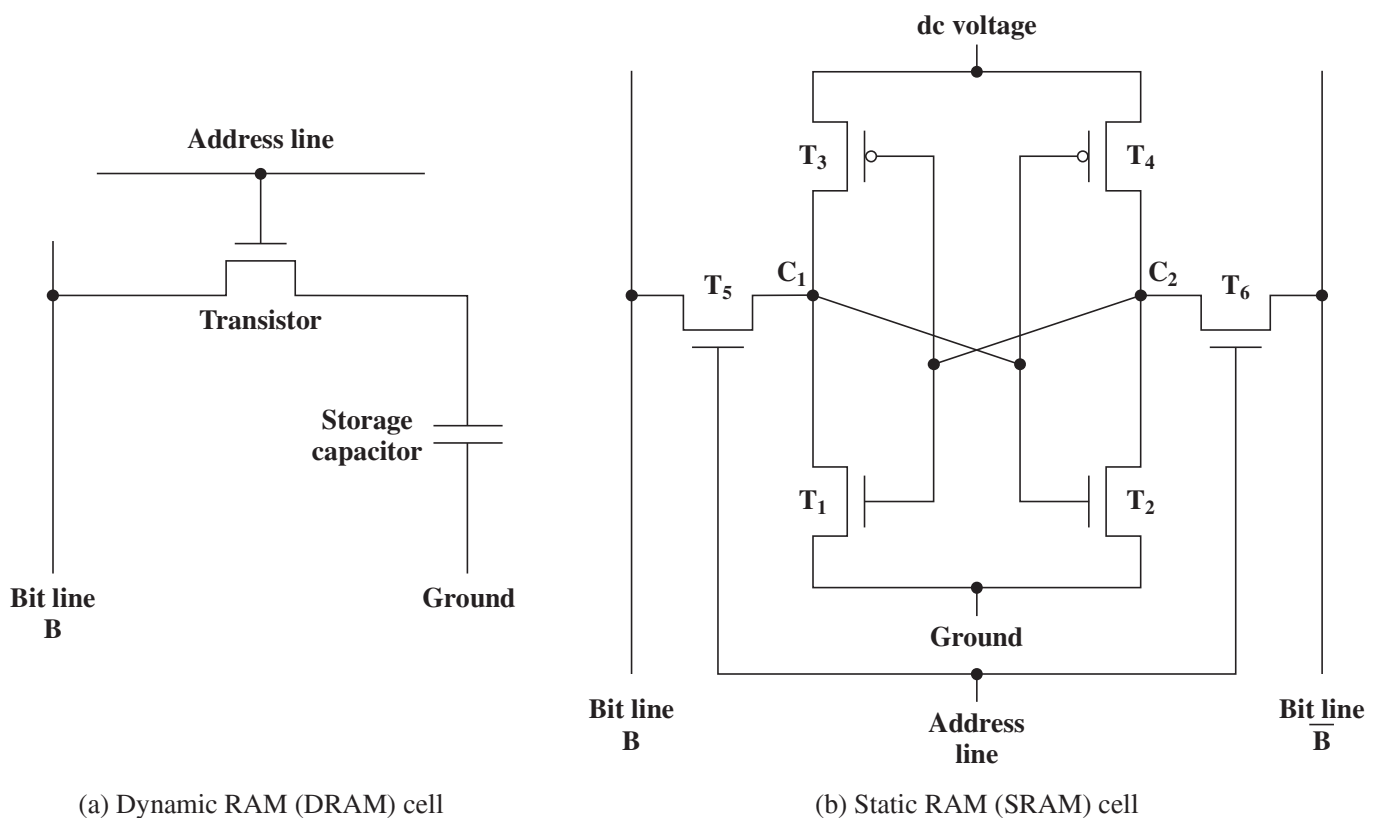 Address line
Transistor
Storage
capacitor
Bit line
B
Ground
(a) Dynamic RAM (DRAM) cell
dc voltage
T₃
T₄
T₅
C₁
C₂
T₆
T₁
T₂
Ground
Bit line
B
Address
line
Bit line
B̅
(b) Static RAM (SRAM) cell